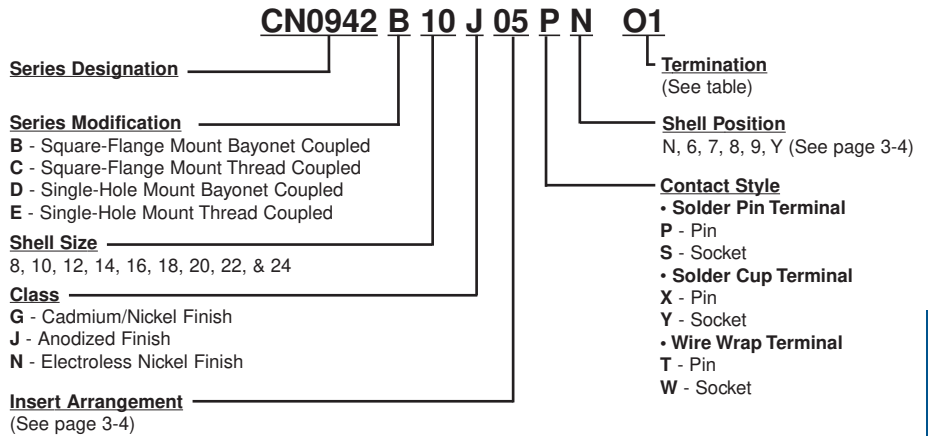 CN0942 B 10 J 05 P N O1
Series Designation
Series Modification
B - Square-Flange Mount Bayonet Coupled
C - Square-Flange Mount Thread Coupled
D - Single-Hole Mount Bayonet Coupled
E - Single-Hole Mount Thread Coupled
Shell Size
8, 10, 12, 14, 16, 18, 20, 22, & 24
Class
G - Cadmium/Nickel Finish
J - Anodized Finish
N - Electroless Nickel Finish
Insert Arrangement
(See page 3-4)
Termination
(See table)
Shell Position
N, 6, 7, 8, 9, Y (See page 3-4)
Contact Style
• Solder Pin Terminal
P - Pin
S - Socket
• Solder Cup Terminal
X - Pin
Y - Socket
• Wire Wrap Terminal
T - Pin
W - Socket